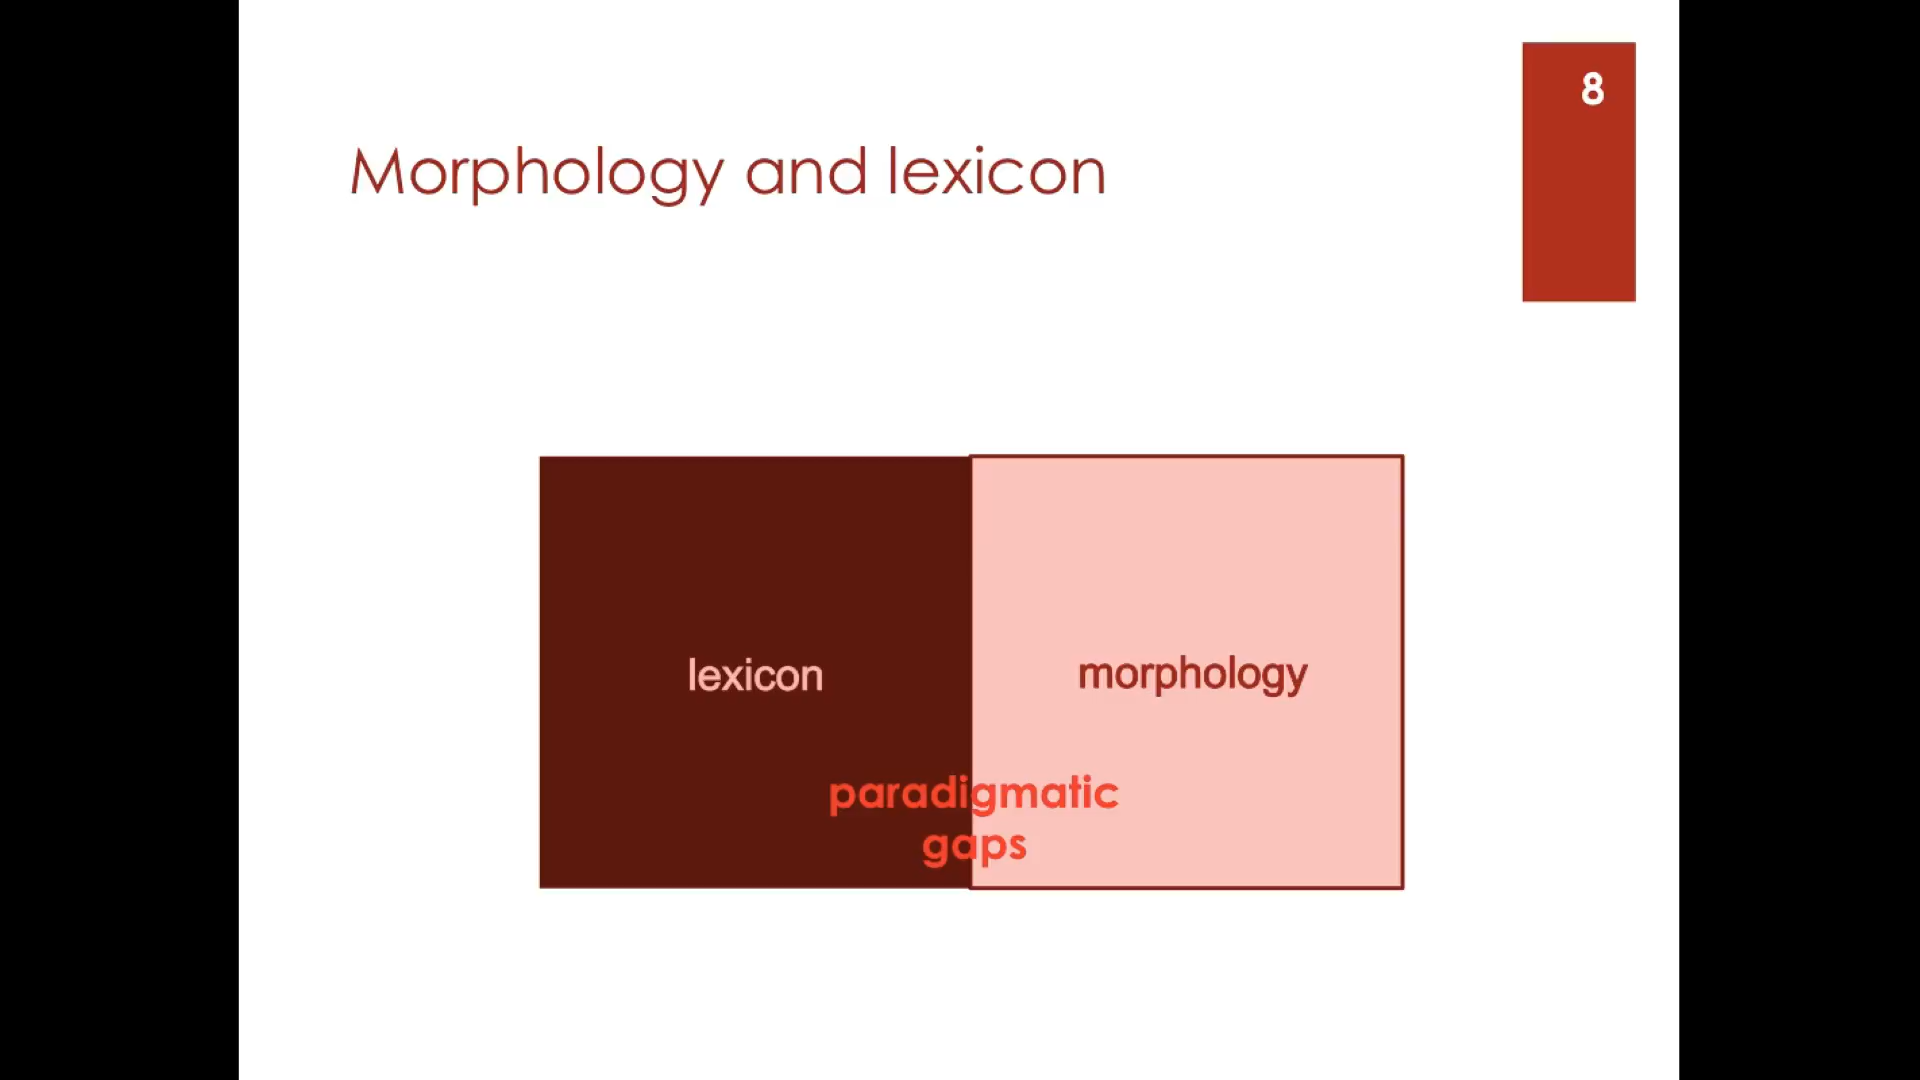 8
Morphology and lexicon
lexicon
morphology
paradigmatic
gaps